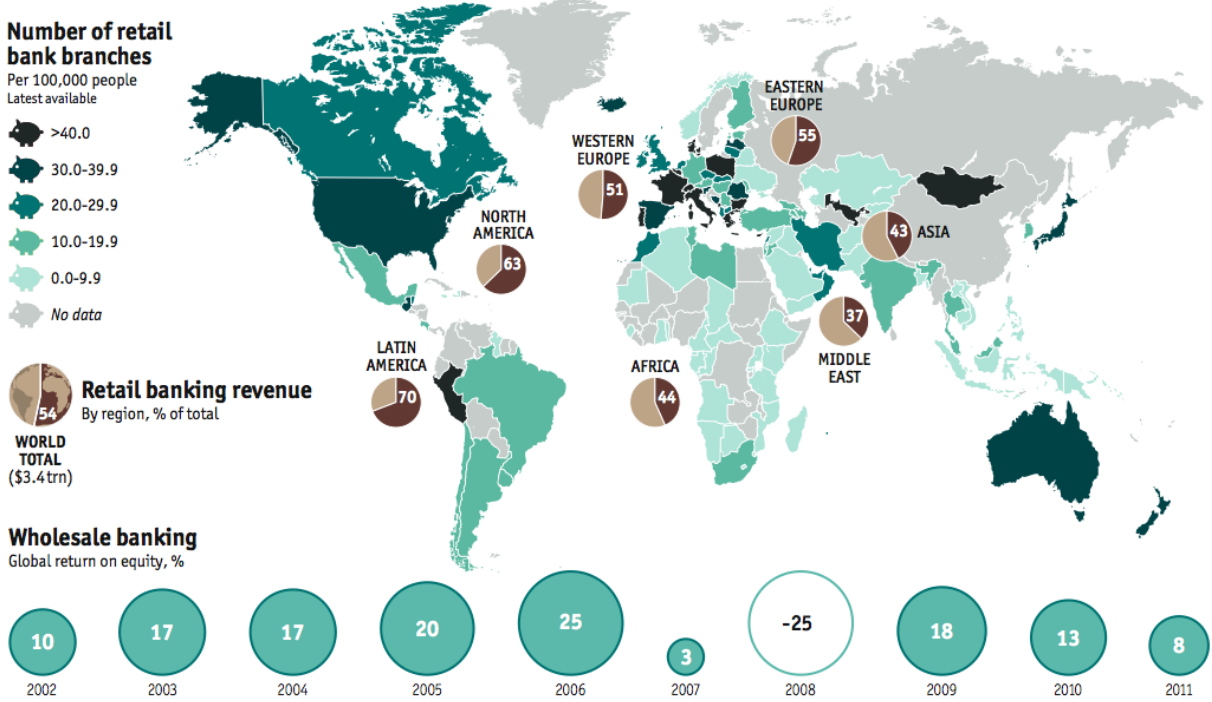 Number of retail
bank branches
Per 100,000 people
Latest available
>40.0
30.0-39.9
20.0-29.9
10.0-19.9
0.0-9.9
No data
54
WORLD
TOTAL
($3.4trn)
Retail banking revenue
By region, % of total
NORTH
AMERICA
63
LATIN
AMERICA
70
WESTERN
EUROPE
51
EASTERN
EUROPE
55
AFRICA
44
MIDDLE
EAST
37
ASIA
43
Wholesale banking
Global return on equity, %
10
17
17
20
25
3
-25
18
13
8
2002
2003
2004
2005
2006
2007
2008
2009
2010
2011